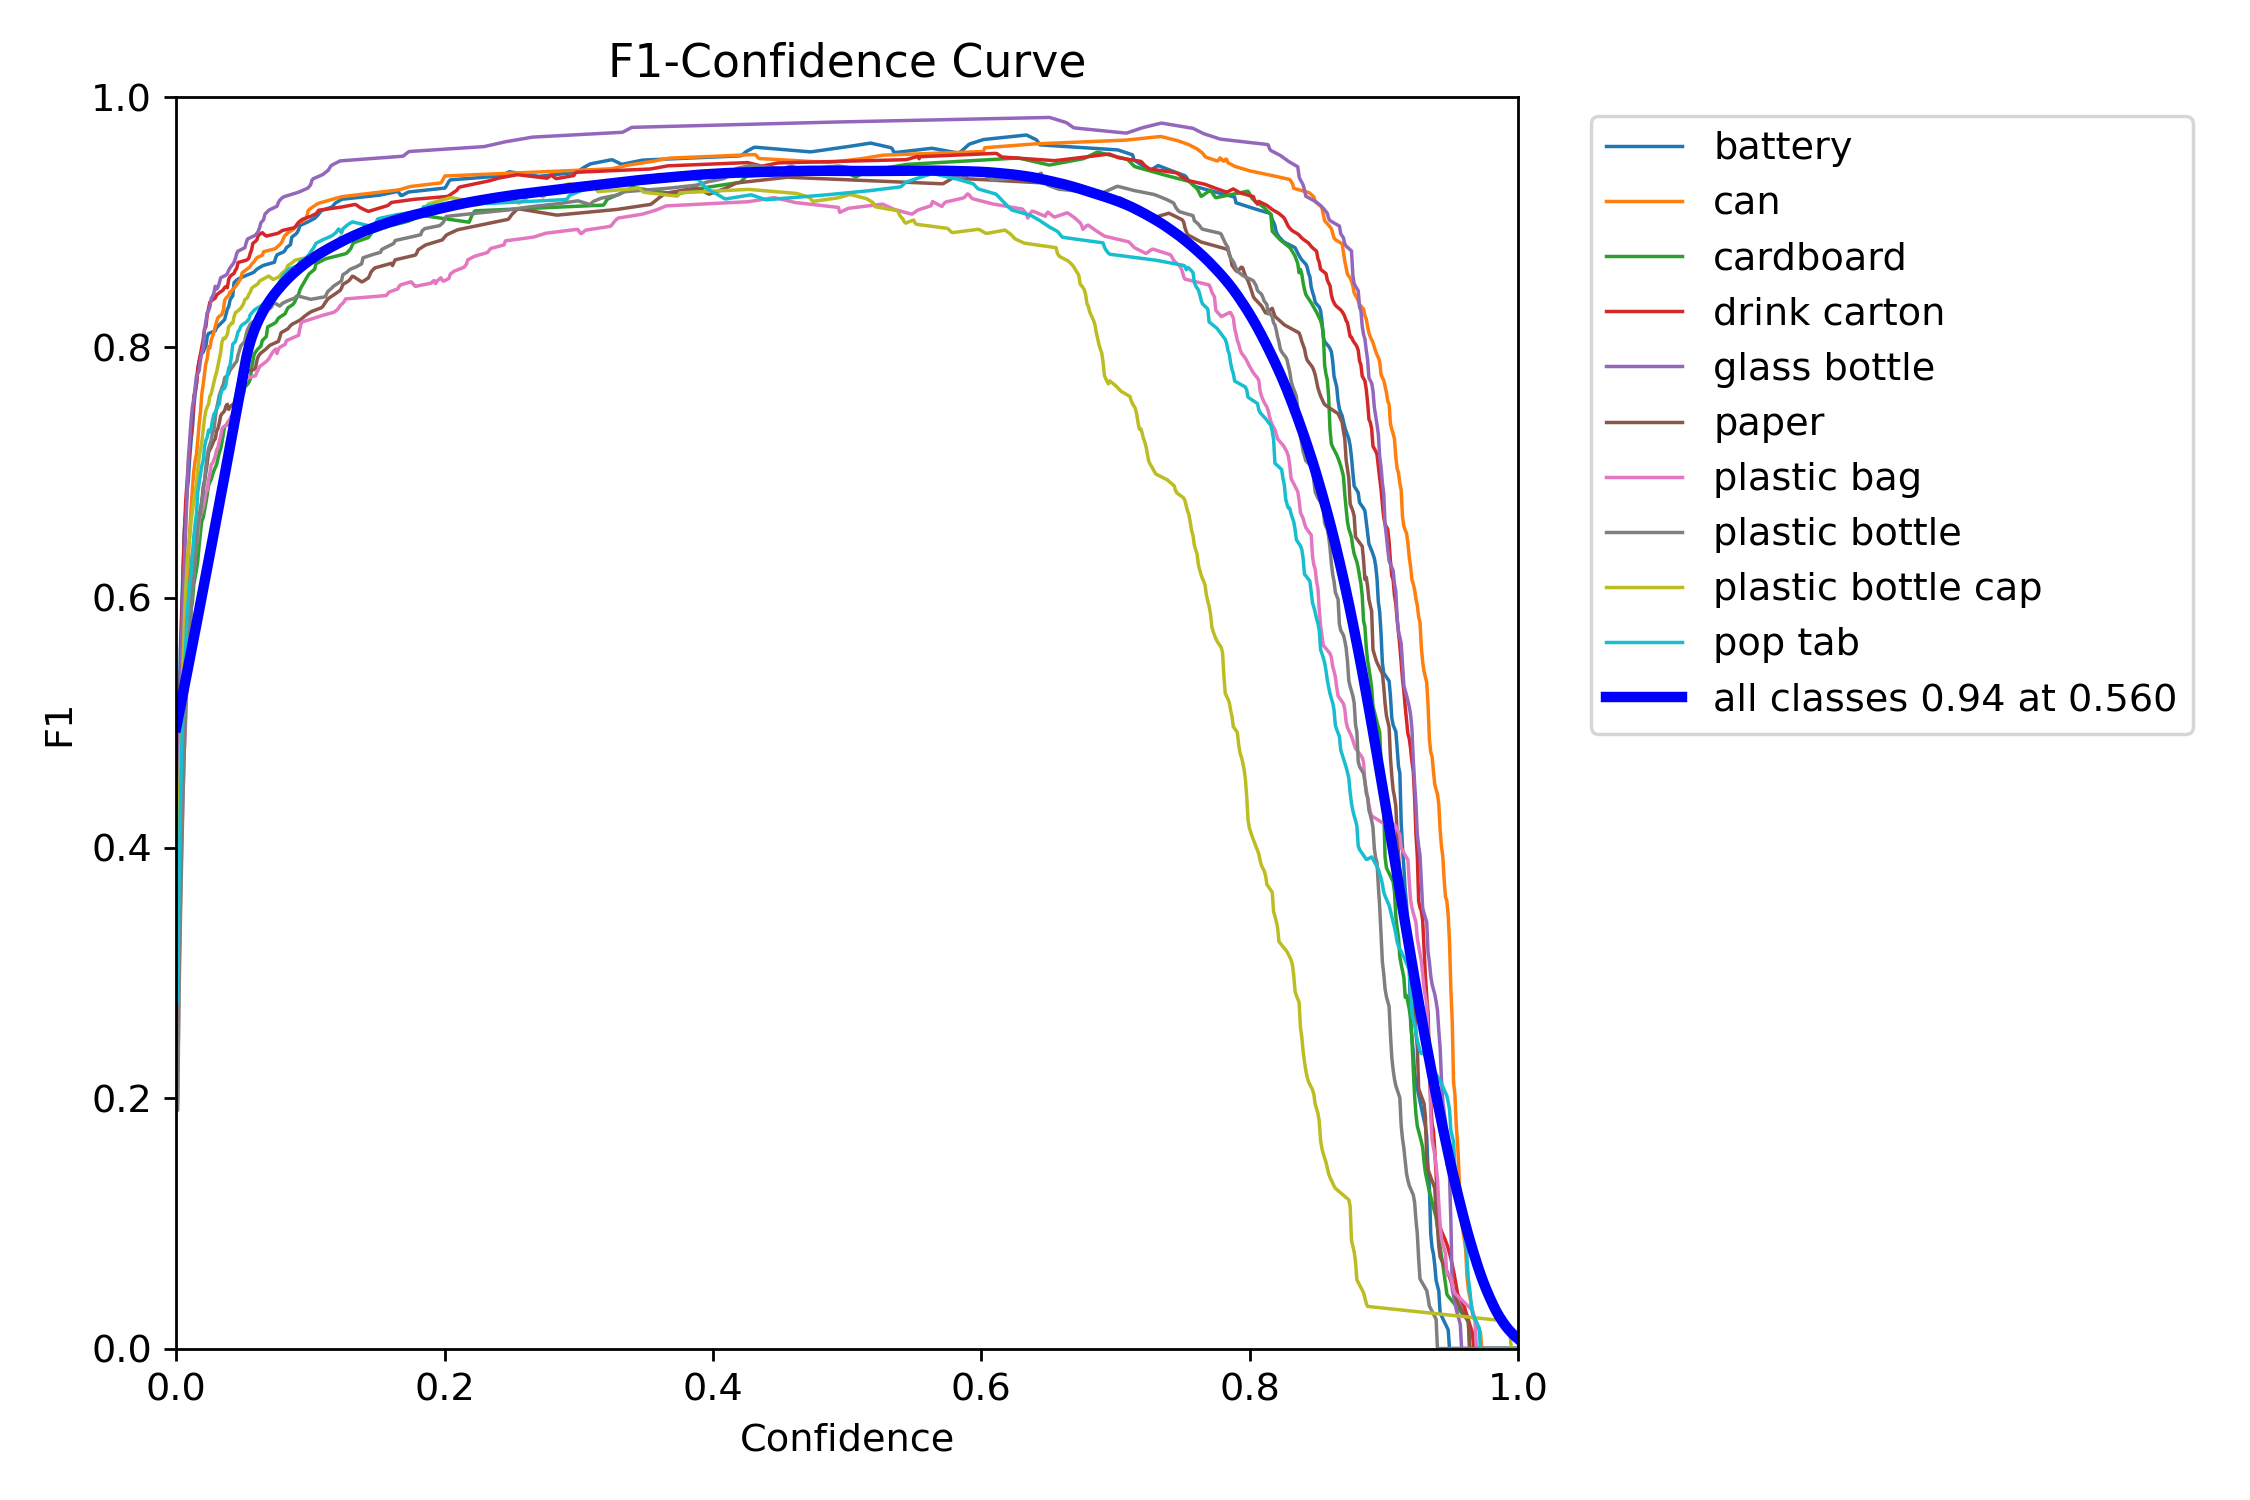 F1-Confidence Curve
1.0
0.8
0.6
0.4
0.2
0.0
F1
0.0 0.2 0.4 0.6 0.8 1.0
Confidence
battery
can
cardboard
drink carton
glass bottle
paper
plastic bag
plastic bottle
plastic bottle cap
pop tab
all classes 0.94 at 0.560